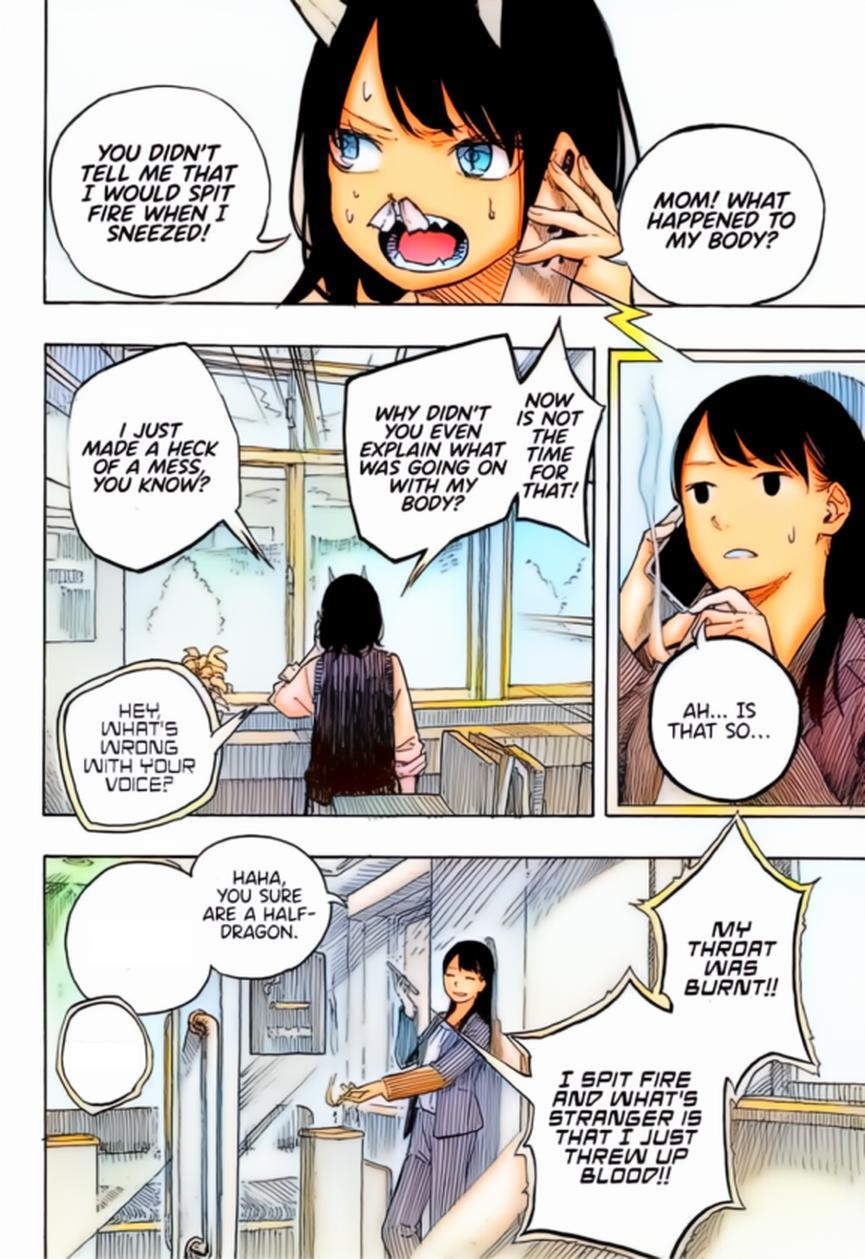 MOM! WHAT
HAPPENED TO
MY BODY?
YOU DIDN'T
TELL ME THAT
I WOULD SPIT
FIRE WHEN I
SNEEZED!
AH... IS
THAT SO...
NOW
IS NOT
THE
TIME
FOR
THAT!
WHY DIDN'T
YOU EVEN
EXPLAIN WHAT
WAS GOING ON
WITH MY
BODY?
I JUST
MADE A HECK
OF A MESS,
YOU KNOW?
HEY,
WHAT'S
WRONG
WITH YOUR
VOICE?
MY
THROAT
WAS
BURNT!!
I SPIT FIRE
AND WHAT'S
STRANGER IS
THAT I JUST
THREW UP
BLOOD!!
HAHA,
YOU SURE
ARE A HALF-
DRAGON.